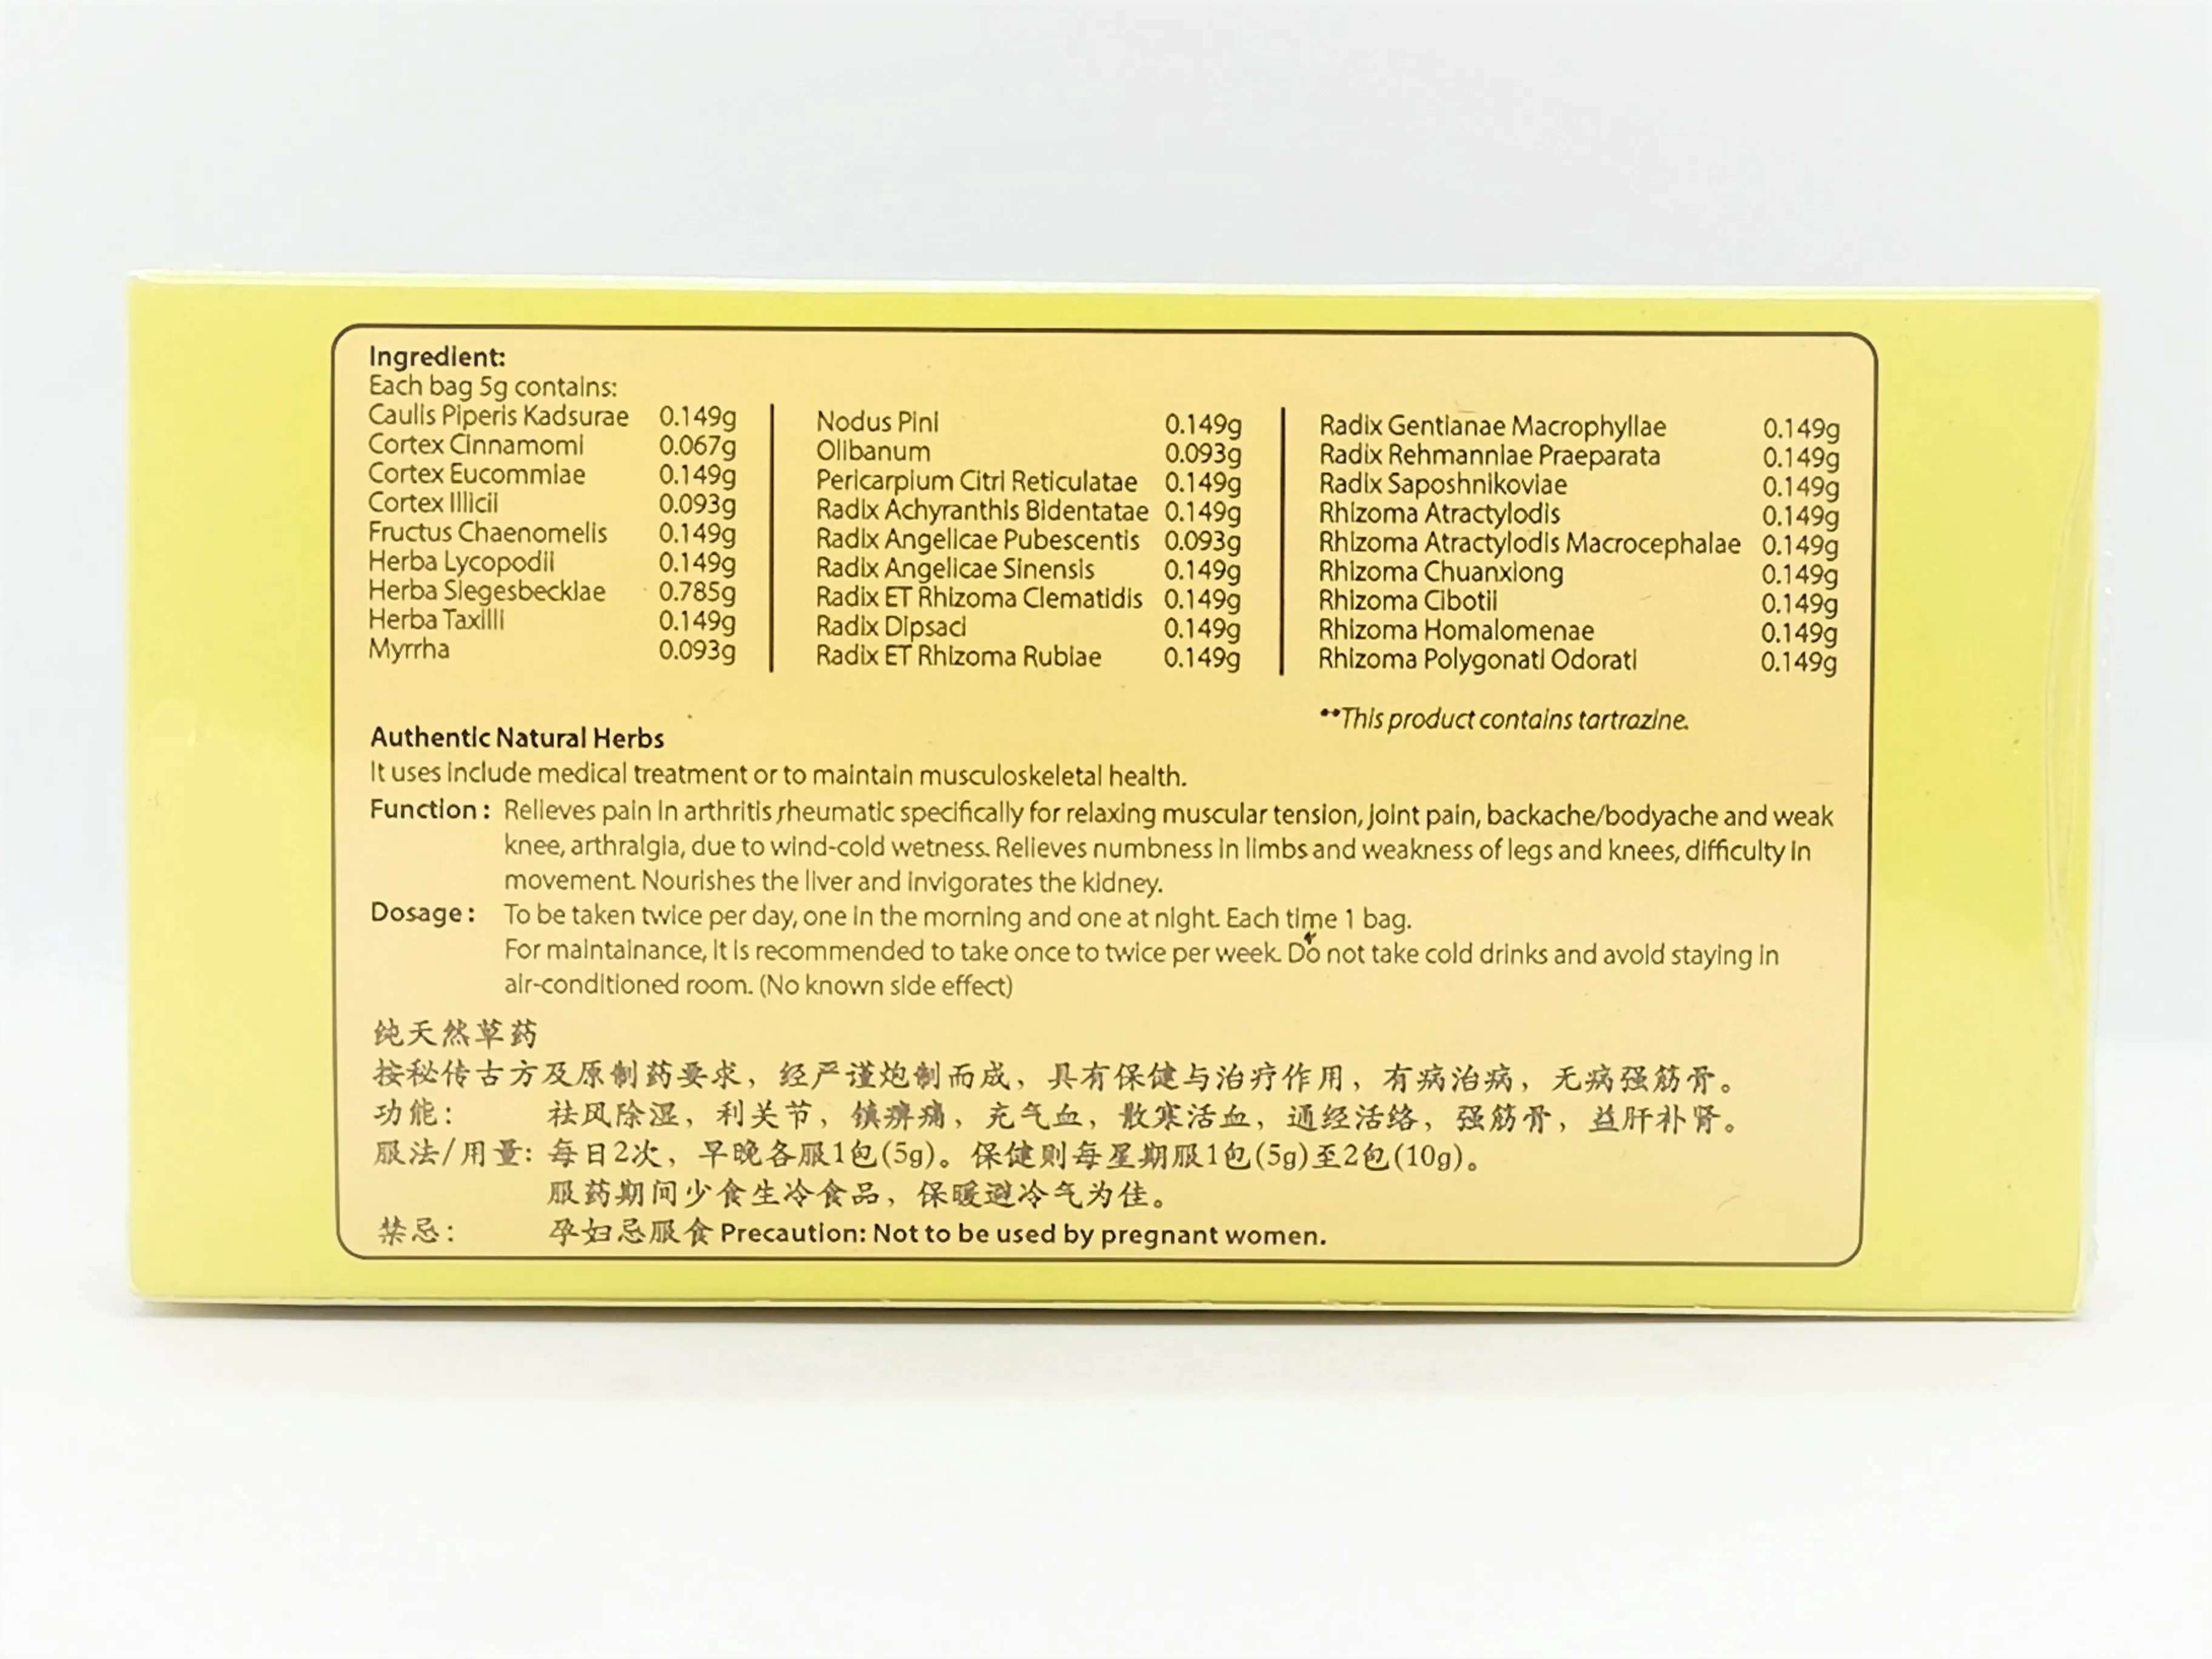 Ingredient:
Each bag 5g contains:
Caulis Piperis Kadsurae 0.149g
Cortex Cinnamomi 0.067g
Cortex Eucommiae 0.149g
Cortex Illicii 0.093g
Fructus Chaenomelis 0.149g
Herba Lycopodii 0.149g
Herba Siegesbeckiae 0.785g
Herba Taxilli 0.149g
Myrrha 0.093g
Nodus Pini 0.149g
Olibanum 0.093g
Pericarpium Citri Reticulatae 0.149g
Radix Achyranthis Bidentatae 0.149g
Radix Angelicae Pubescentis 0.093g
Radix Angelicae Sinensis 0.149g
Radix ET Rhizoma Clematidis 0.149g
Radix Dipsaci 0.149g
Radix ET Rhizoma Rubiae 0.149g
Radix Gentianae Macrophyllae 0.149g
Radix Rehmanniae Praeparata 0.149g
Radix Saposhnikoviae 0.149g
Rhizoma Atractylodis 0.149g
Rhizoma Atractylodis Macrocephalae 0.149g
Rhizoma Chuanxiong 0.149g
Rhizoma Cibotii 0.149g
Rhizoma Homalomenae 0.149g
Rhizoma Polygonati Odorati 0.149g
**This product contains tartrazine.
Authentic Natural Herbs
It uses include medical treatment or to maintain musculoskeletal health.
Function : Relieves pain in arthritis rheumatic specifically for relaxing muscular tension, joint pain, backache/bodyache and weak
knee, arthralgia, due to wind-cold wetness. Relieves numbness in limbs and weakness of legs and knees, difficulty in
movement. Nourishes the liver and invigorates the kidney.
Dosage : To be taken twice per day, one in the morning and one at night. Each time 1 bag.
For maintainance, it is recommended to take once to twice per week. Do not take cold drinks and avoid staying in
air-conditioned room. (No known side effect)
纯天然草药
按秘传古方及原制药要求，经严谨炮制而成，具有保健与治疗作用，有病治病，无病强筋骨。
功能： 祛风除湿，利关节，镇痹痛，充气血，散寒活血，通经活络，强筋骨，益肝补肾。
服法/用量： 每日2次，早晚各服1包(5g)。保健则每星期服1包(5g)至2包(10g)。
服药期间少食生冷食品，保暖避冷气为佳。
禁忌： 孕妇忌服食 Precaution: Not to be used by pregnant women.